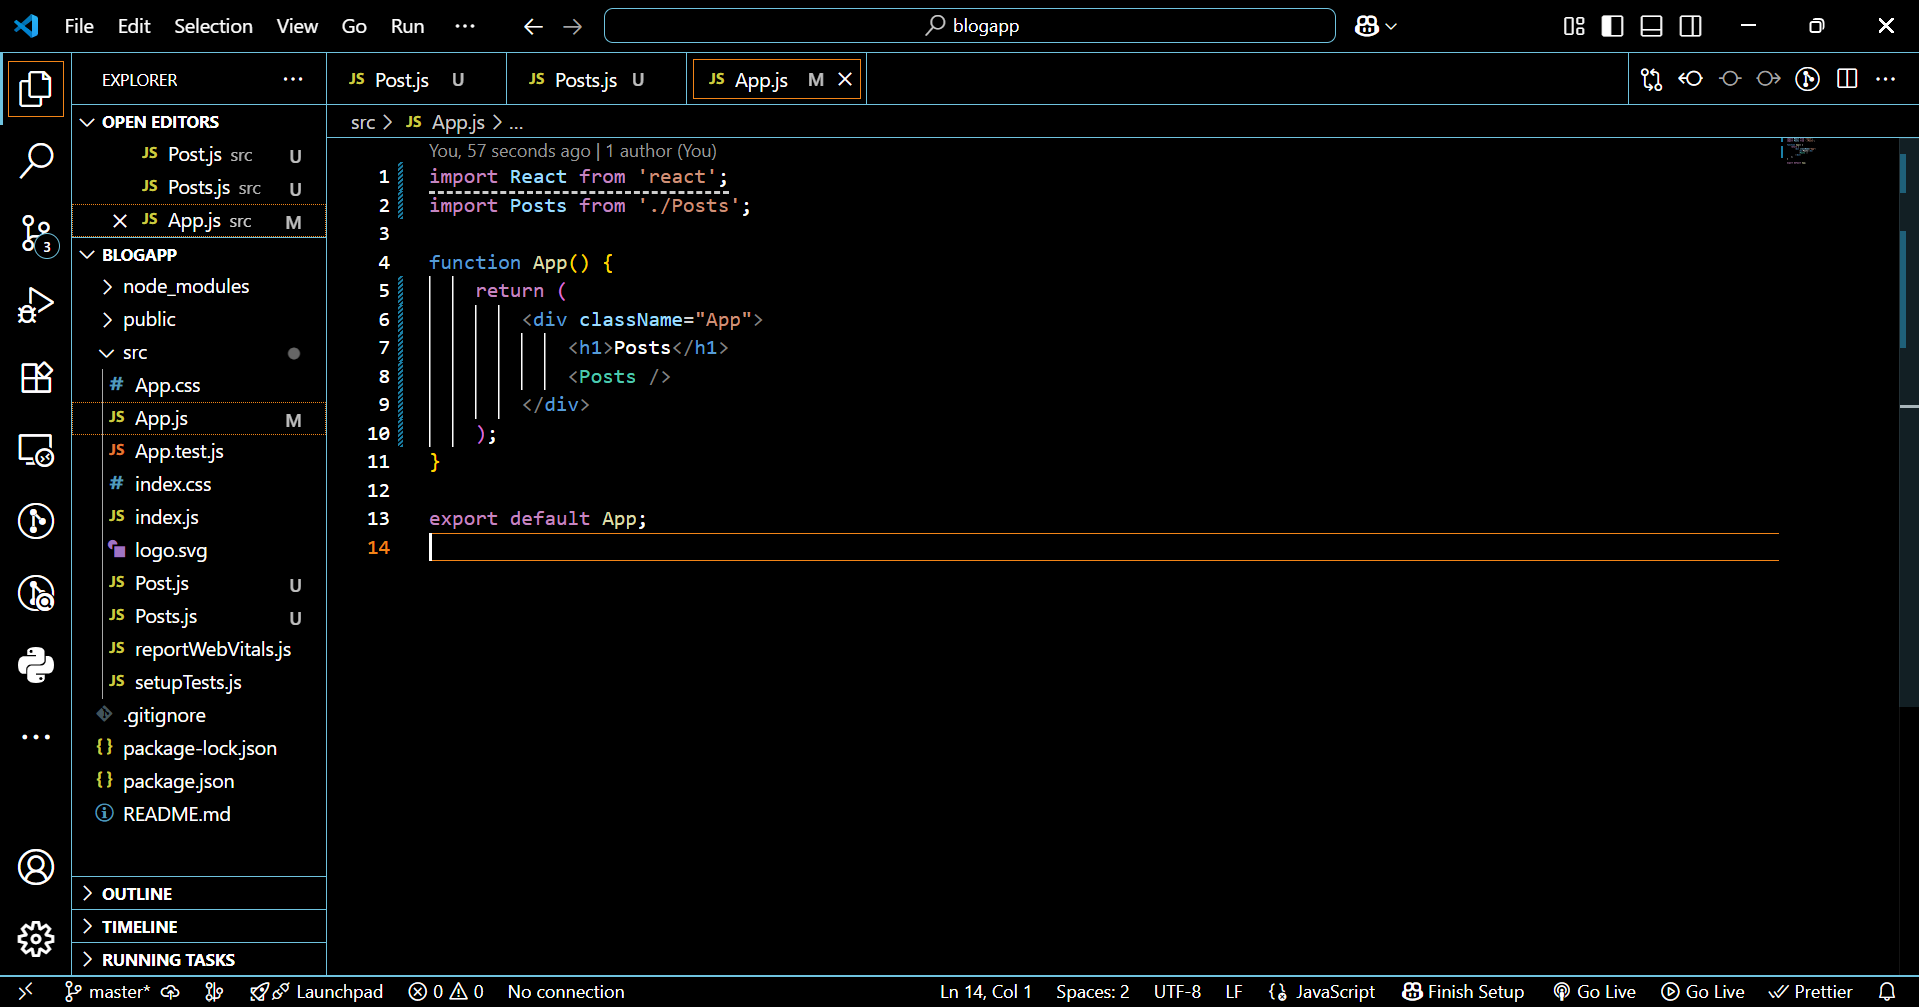 File Edit Selection View Go Run ... blogapp
EXPLORER ...
JS Post.js U JS Posts.js U JS App.js M
OPEN EDITORS
JS Post.js src U
JS Posts.js src U
JS App.js src M
BLOGAPP
node_modules
public
src
# App.css
JS App.js M
JS App.test.js
# index.css
JS index.js
logo.svg
JS Post.js U
JS Posts.js U
JS reportWebVitals.js
JS setupTests.js
.gitignore
{} package-lock.json
{} package.json
README.md
OUTLINE
TIMELINE
RUNNING TASKS
3
src > JS App.js > ...
You, 57 seconds ago | 1 author (You)
1 import React from 'react';
2 import Posts from './Posts';
3
4 function App() {
5 return (
6 <div className="App">
7 <h1>Posts</h1>
8 <Posts />
9 </div>
10 );
11 }
12
13 export default App;
14
master* Launchpad 0 0 No connection Ln 14, Col 1 Spaces: 2 UTF-8 LF JavaScript Finish Setup Go Live Go Live Prettier